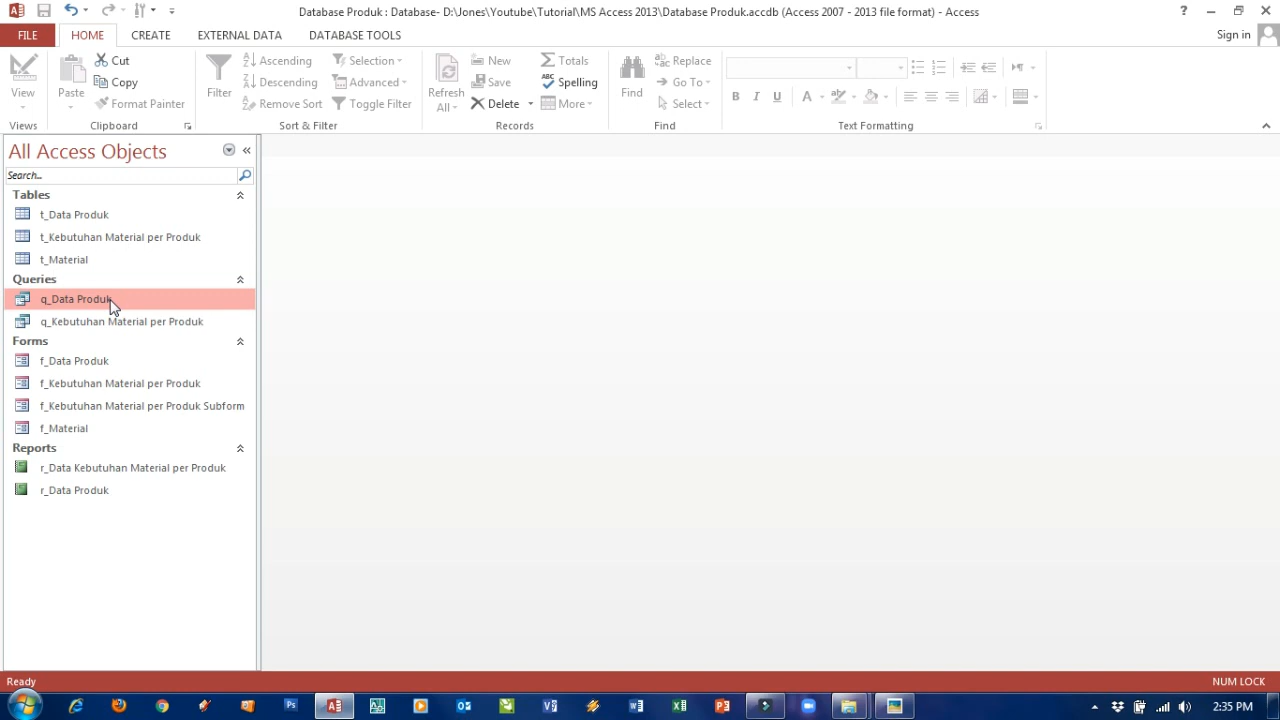 Database Produk : Database- D:\Jones\Youtube\Tutorial\MS Access 2013\Database Produk.accdb (Access 2007 - 2013 file format) - Access
FILE HOME CREATE EXTERNAL DATA DATABASE TOOLS Sign in
View
Views
Paste
Cut
Copy
Format Painter
Clipboard
Filter
Ascending
Descending
Remove Sort
Selection
Advanced
Toggle Filter
Sort & Filter
Refresh
All
New
Save
Delete
Totals
Spelling
More
Records
Find
Replace
Go To
Select
Find
B I U A
Text Formatting
All Access Objects
Search...
Tables
t_Data Produk
t_Kebutuhan Material per Produk
t_Material
Queries
q_Data Produk
q_Kebutuhan Material per Produk
Forms
f_Data Produk
f_Kebutuhan Material per Produk
f_Kebutuhan Material per Produk Subform
f_Material
Reports
r_Data Kebutuhan Material per Produk
r_Data Produk
Ready NUM LOCK
2:35 PM